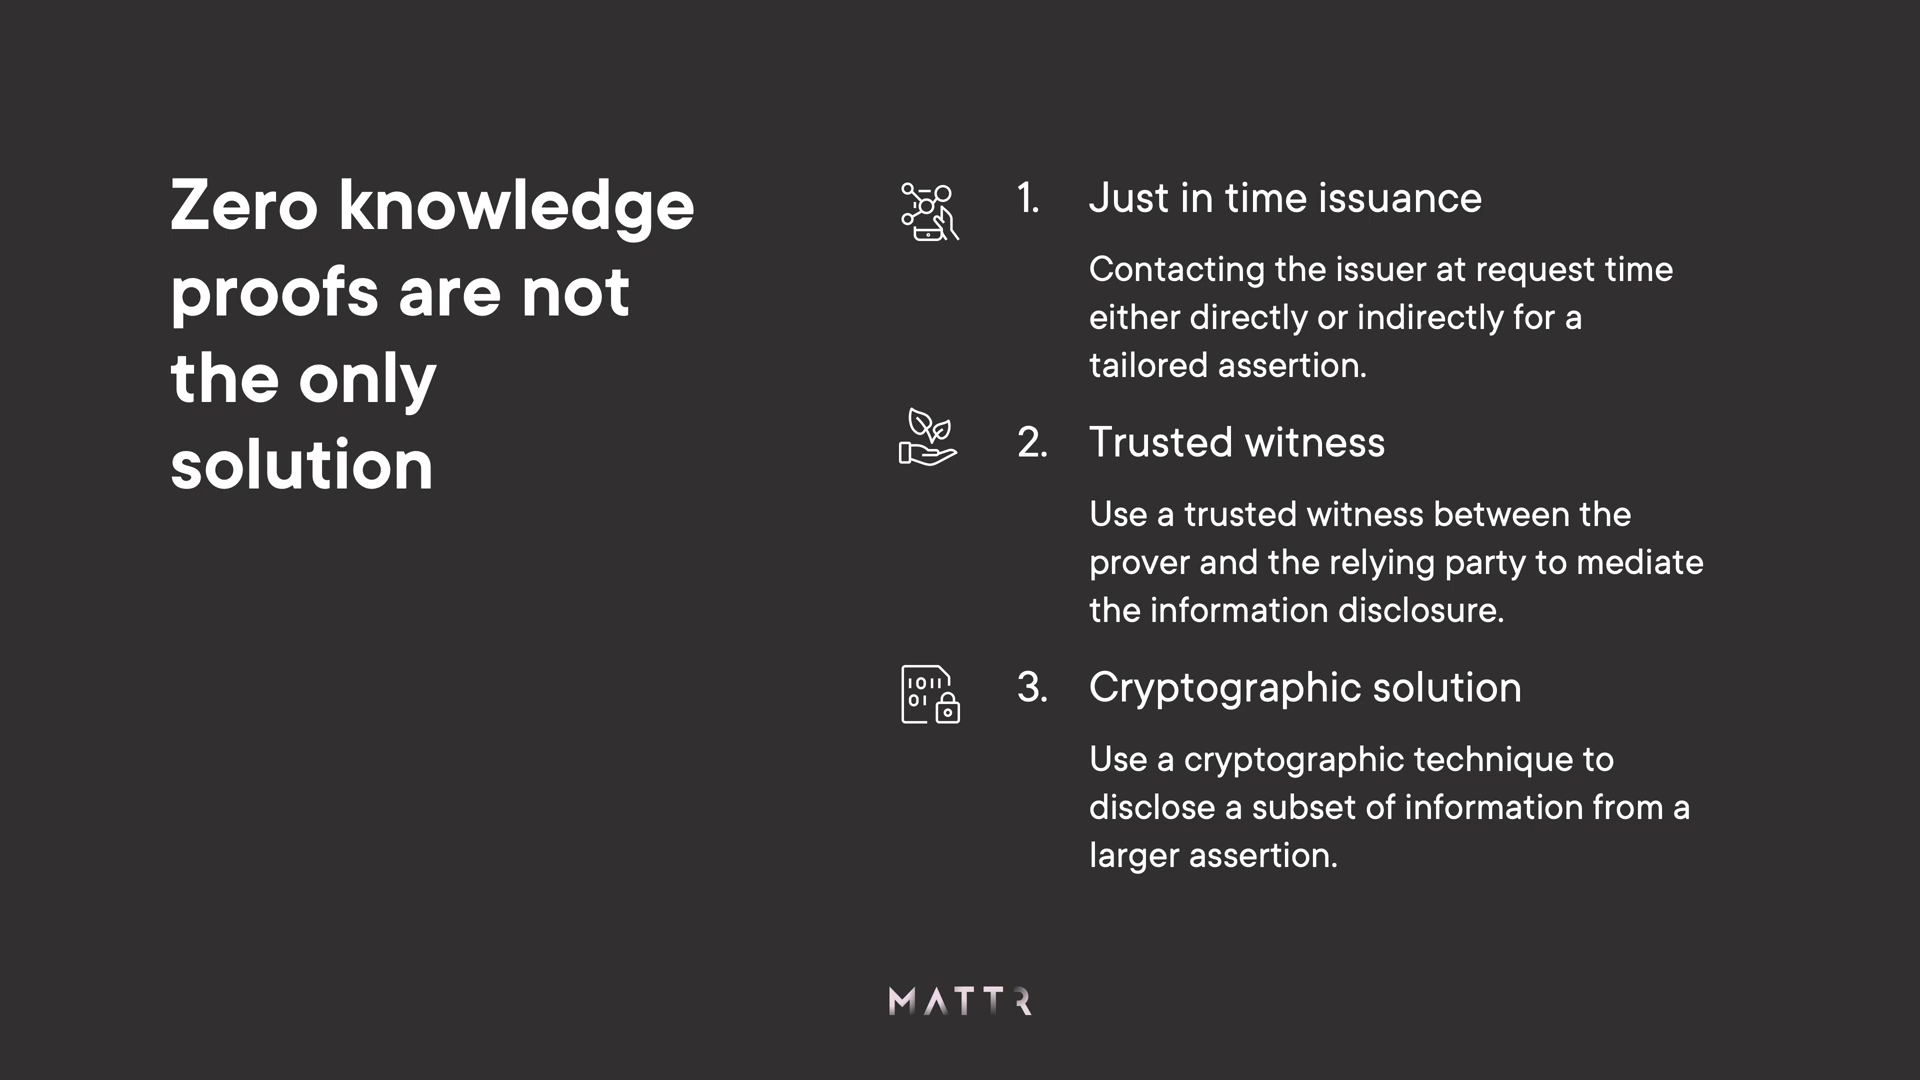 Zero knowledge
proofs are not
the only
solution
1. Just in time issuance
Contacting the issuer at request time
either directly or indirectly for a
tailored assertion.
2. Trusted witness
Use a trusted witness between the
prover and the relying party to mediate
the information disclosure.
1011
01
3. Cryptographic solution
Use a cryptographic technique to
disclose a subset of information from a
larger assertion.
MATTR